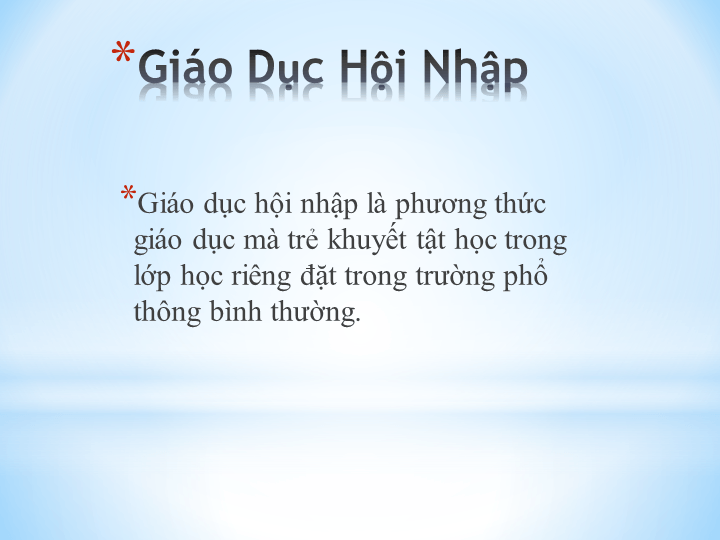 * Giáo Dục Hội Nhập
* Giáo dục hội nhập là phương thức
giáo dục mà trẻ khuyết tật học trong
lớp học riêng đặt trong trường phổ
thông bình thường.